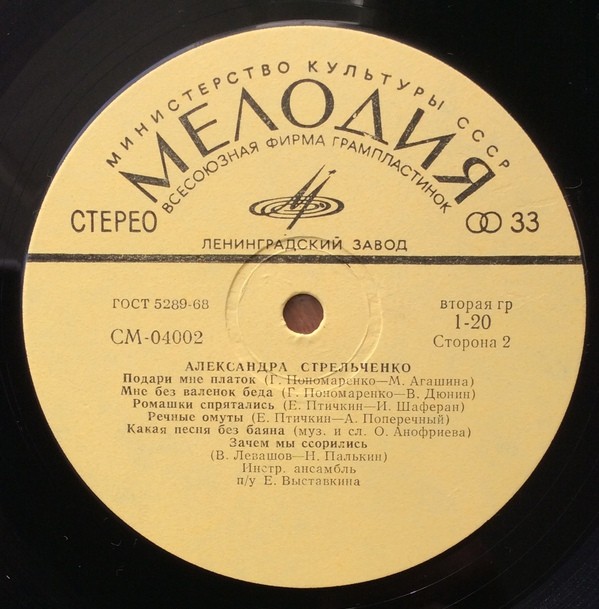 МИНИСТЕРСТВО КУЛЬТУРЫ СССР
МЕЛОДИЯ
ВСЕСОЮЗНАЯ ФИРМА ГРАМПЛАСТИНОК
СТЕРЕО
33
ЛЕНИНГРАДСКИЙ ЗАВОД
ГОСТ 5289-68
вторая гр
СМ-04002
1-20
Сторона 2
АЛЕКСАНДРА СТРЕЛЬЧЕНКО
Подари мне платок (Г. Пономаренко—М. Агашина)
Мне без валенок беда (Г. Пономаренко—В. Дюнин)
Ромашки спрятались (Е. Птичкин—И. Шаферан)
Речные омуты (Е. Птичкин—А. Поперечный)
Какая песня без баяна (муз. и сл. О. Анофриева)
Зачем мы ссорились
(В. Левашов—Н. Палькин)
Инстр. ансамбль
п/у Е. Выставкина